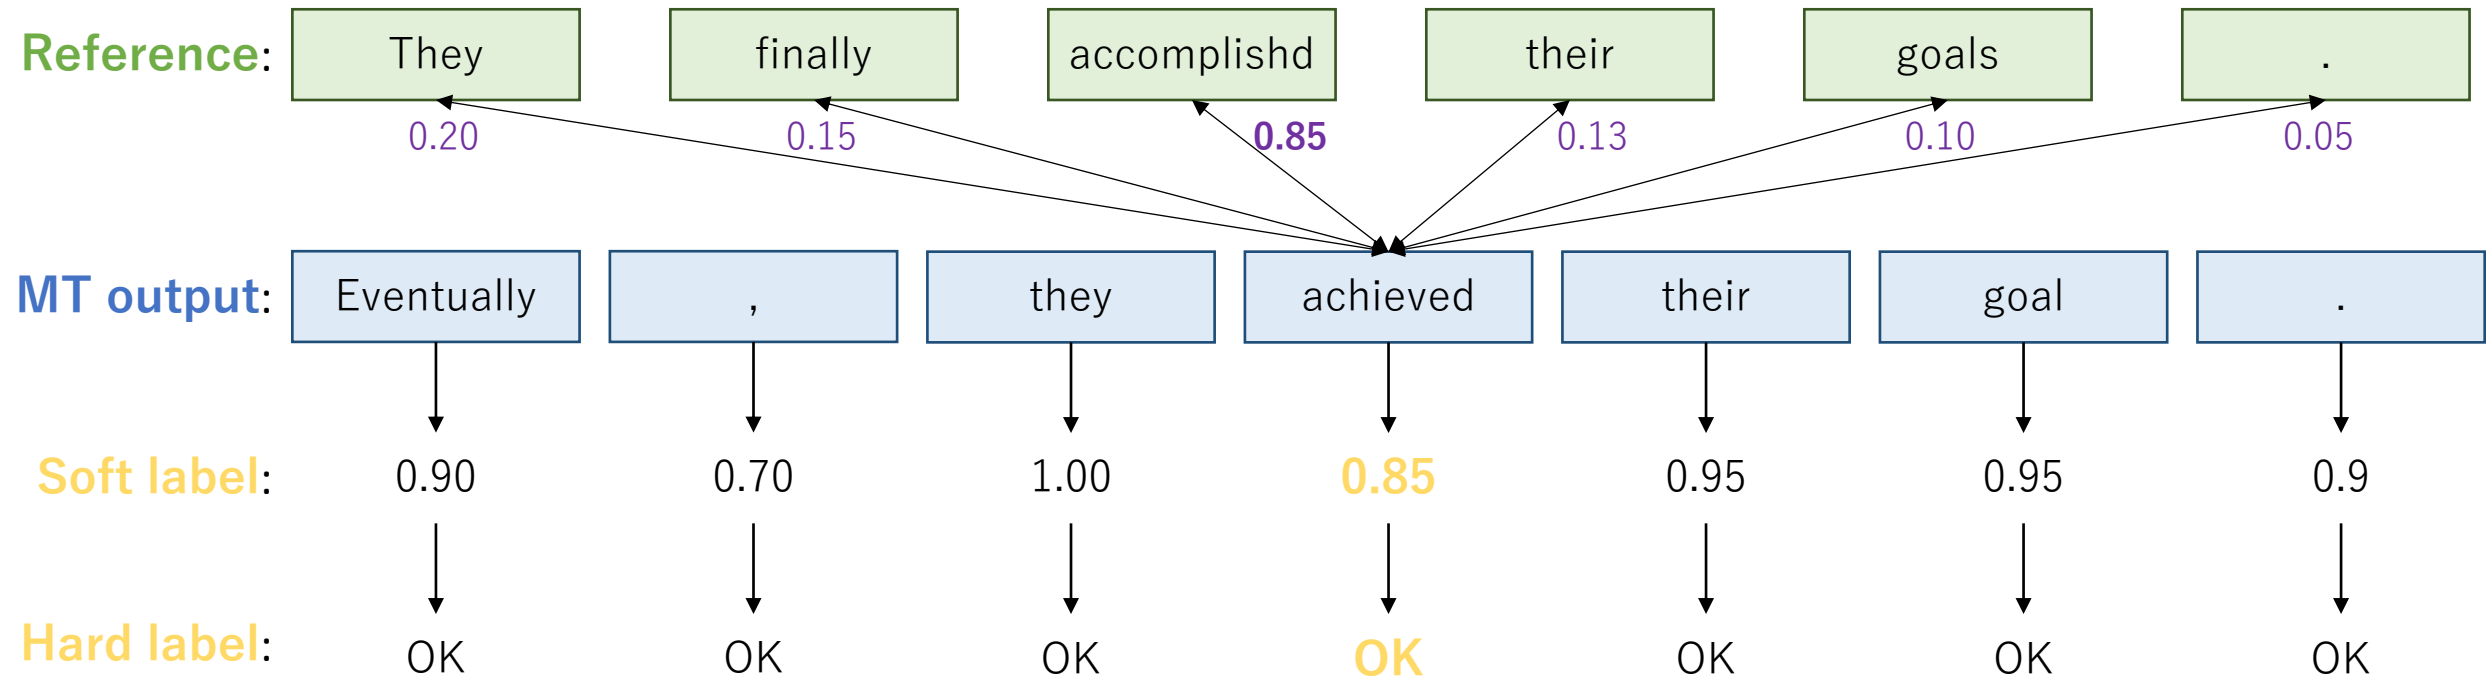 Reference: They finally accomplishd their goals .
0.20 0.15 0.85 0.13 0.10 0.05
MT output: Eventually , they achieved their goal .
Soft label: 0.90 0.70 1.00 0.85 0.95 0.95 0.9
Hard label: OK OK OK OK OK OK OK